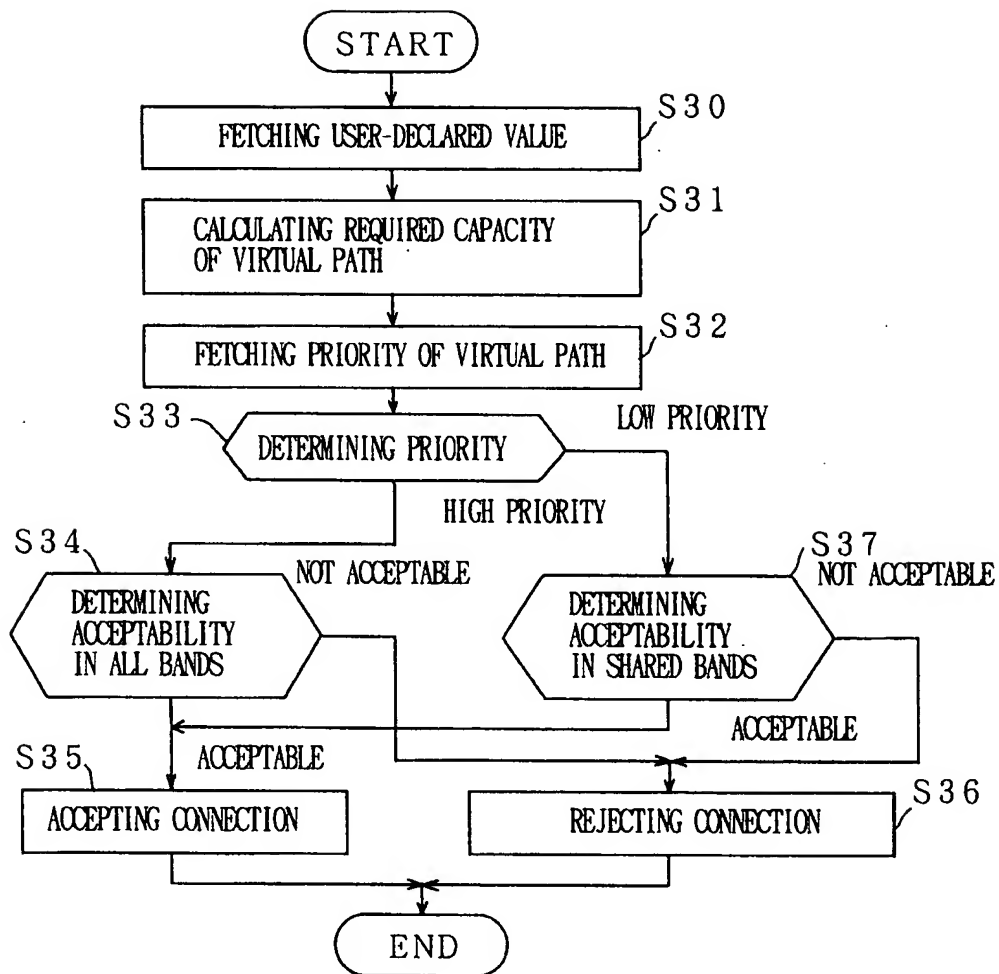 START
S30
FETCHING USER-DECLARED VALUE
S31
CALCULATING REQUIRED CAPACITY
OF VIRTUAL PATH
S32
FETCHING PRIORITY OF VIRTUAL PATH
S33
DETERMINING PRIORITY
LOW PRIORITY
HIGH PRIORITY
S34
NOT ACCEPTABLE
DETERMINING
ACCEPTABILITY
IN ALL BANDS
S37
NOT ACCEPTABLE
DETERMINING
ACCEPTABILITY
IN SHARED BANDS
ACCEPTABLE
ACCEPTABLE
S35
ACCEPTING CONNECTION
S36
REJECTING CONNECTION
END